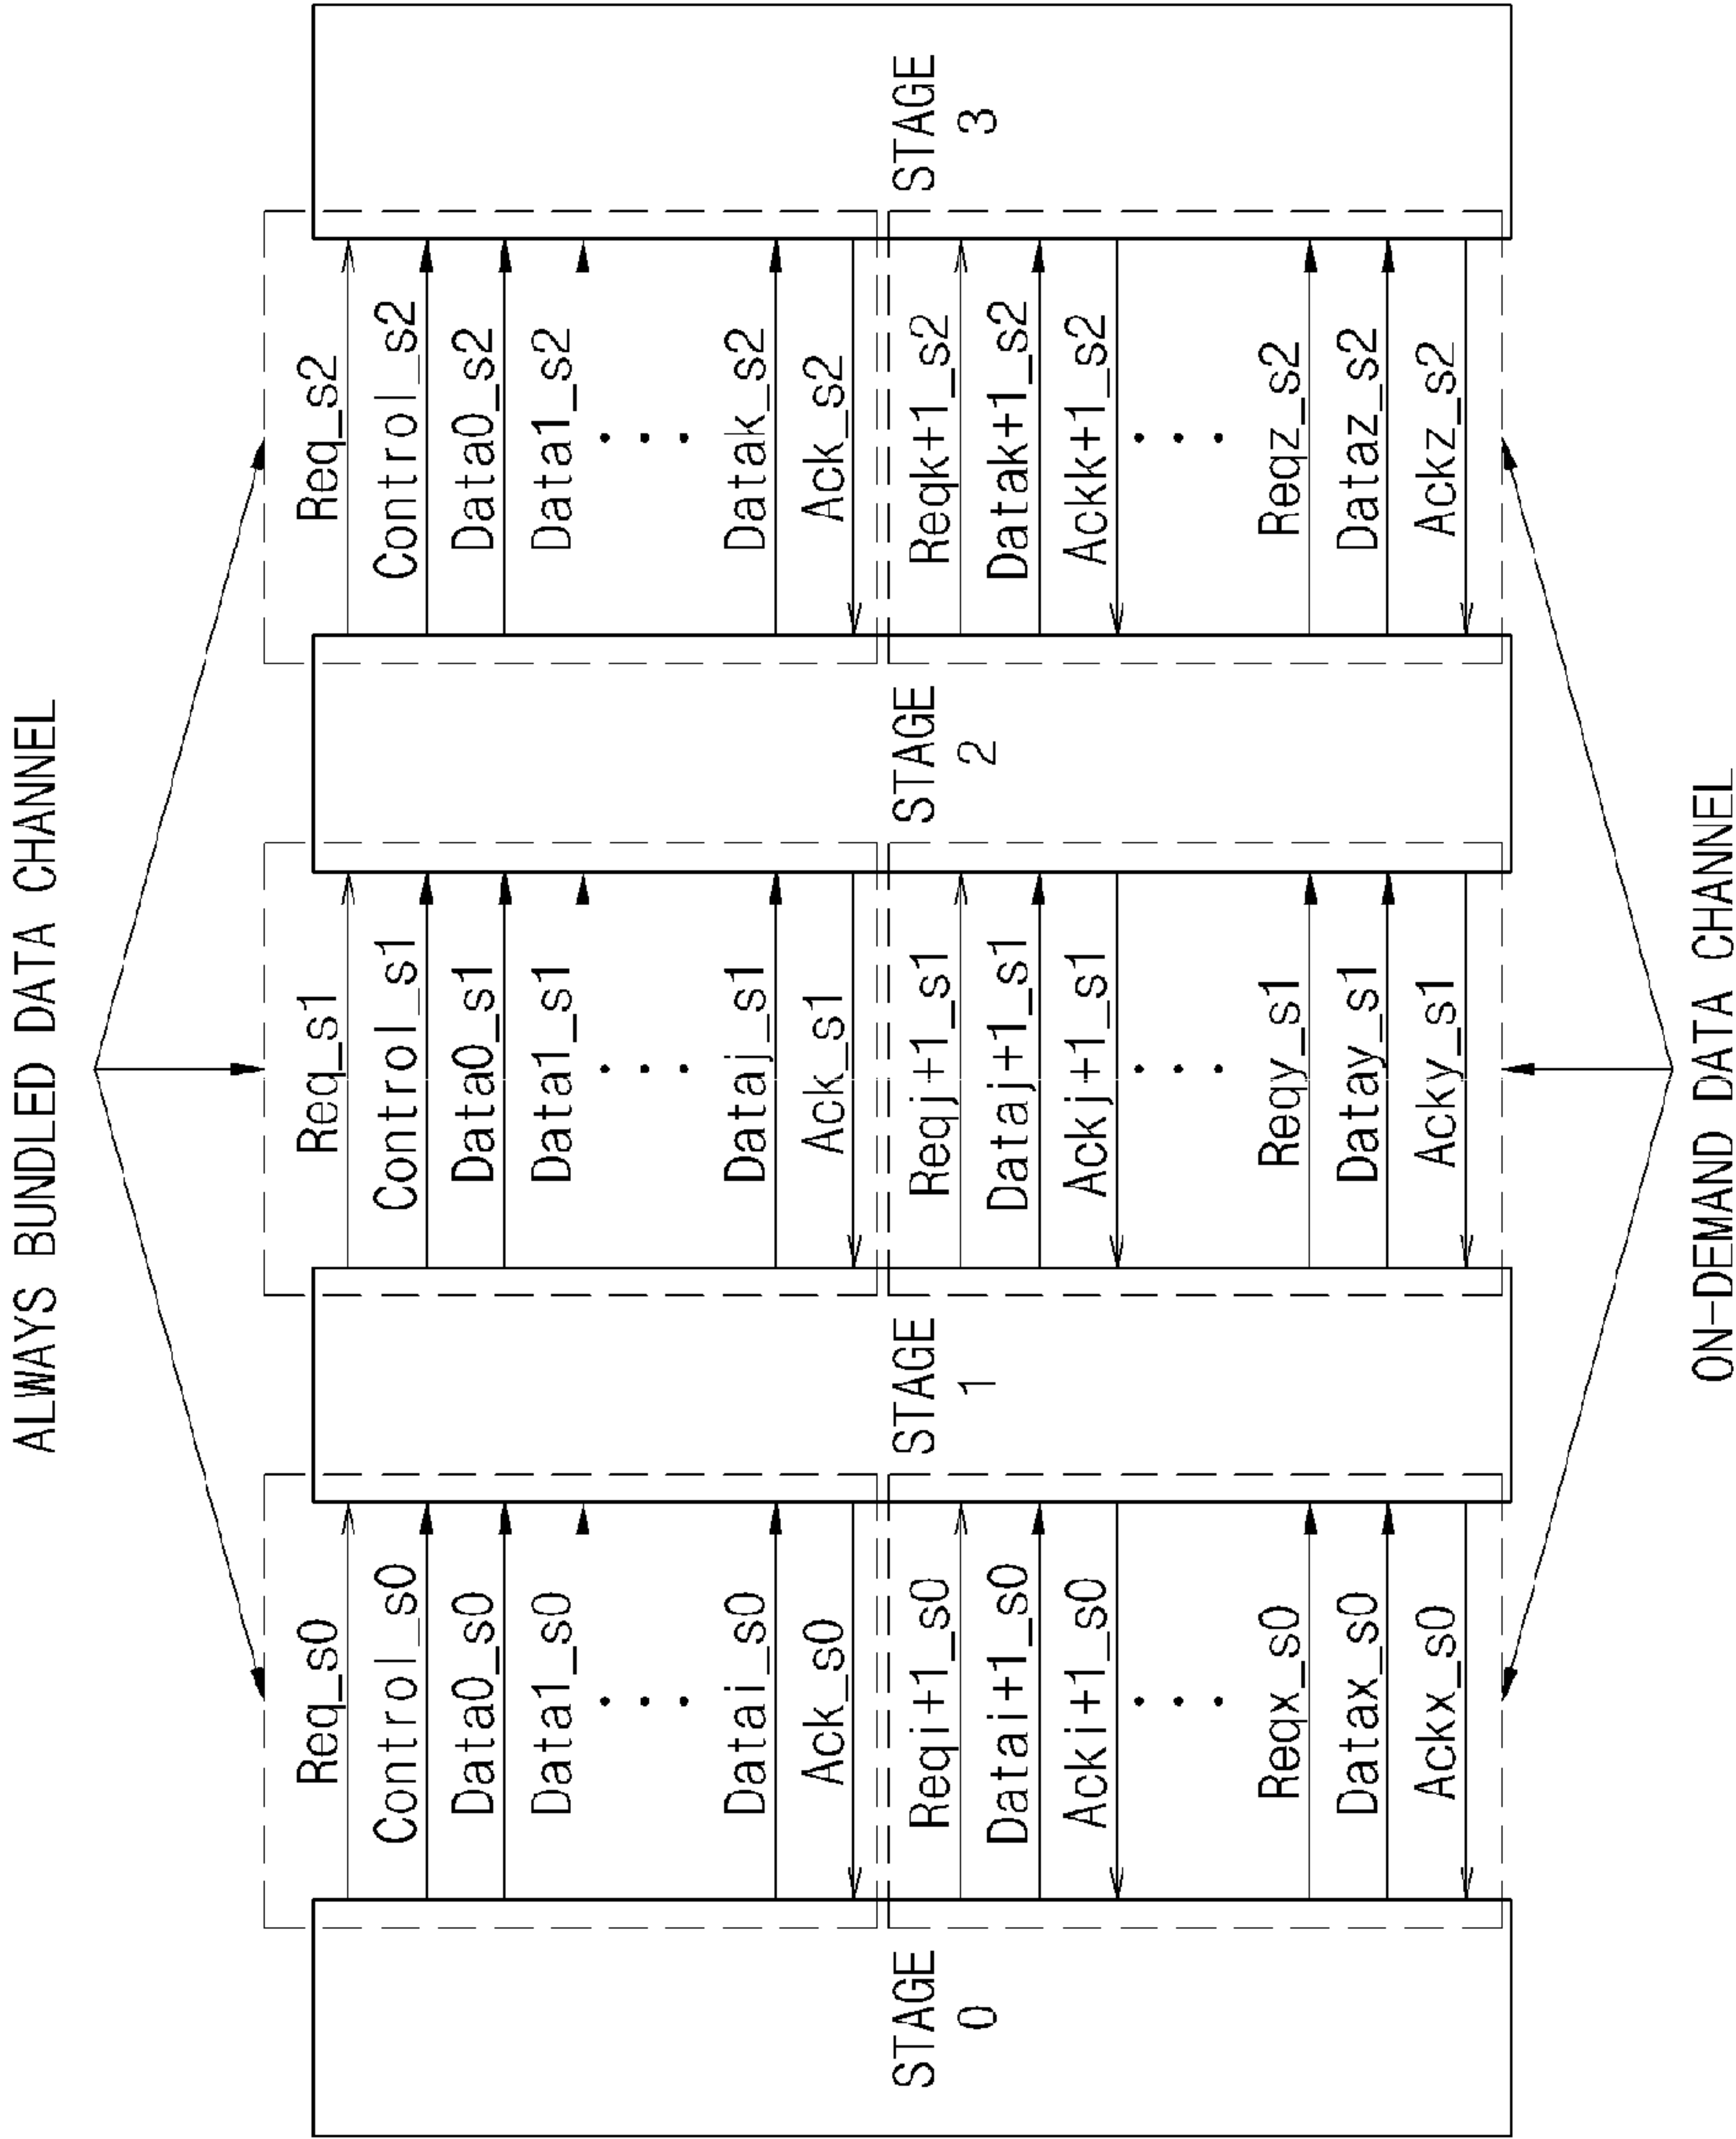 ALWAYS BUNDLED DATA CHANNEL
STAGE
0
Req_s0
Control_s0
Data0_s0
Data1_s0
...
Datai_s0
Ack_s0
Reqi+1_s0
Datai+1_s0
Acki+1_s0
...
Reqx_s0
Datax_s0
Ackx_s0
STAGE
1
Req_s1
Control_s1
Data0_s1
Data1_s1
...
Dataj_s1
Ack_s1
Reqj+1_s1
Dataj+1_s1
Ackj+1_s1
...
Reqy_s1
Datay_s1
Acky_s1
STAGE
2
Req_s2
Control_s2
Data0_s2
Data1_s2
...
Datak_s2
Ack_s2
Reqk+1_s2
Datak+1_s2
Ackk+1_s2
...
Reqz_s2
Dataz_s2
Ackz_s2
STAGE
3
ON-DEMAND DATA CHANNEL